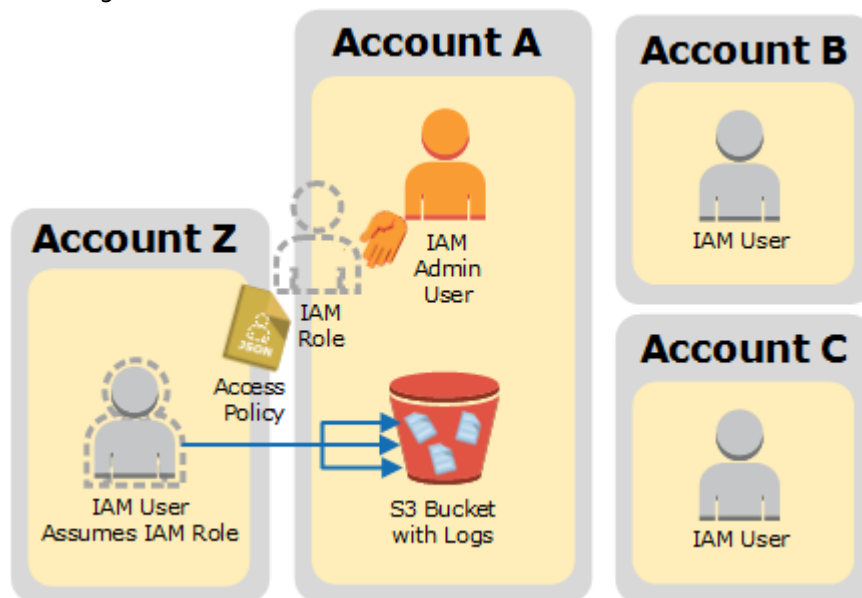 Account A
IAM
Admin
User
IAM
Role
S3 Bucket
with Logs
Account Z
JSON
Access
Policy
IAM User
Assumes IAM Role
Account B
IAM User
Account C
IAM User